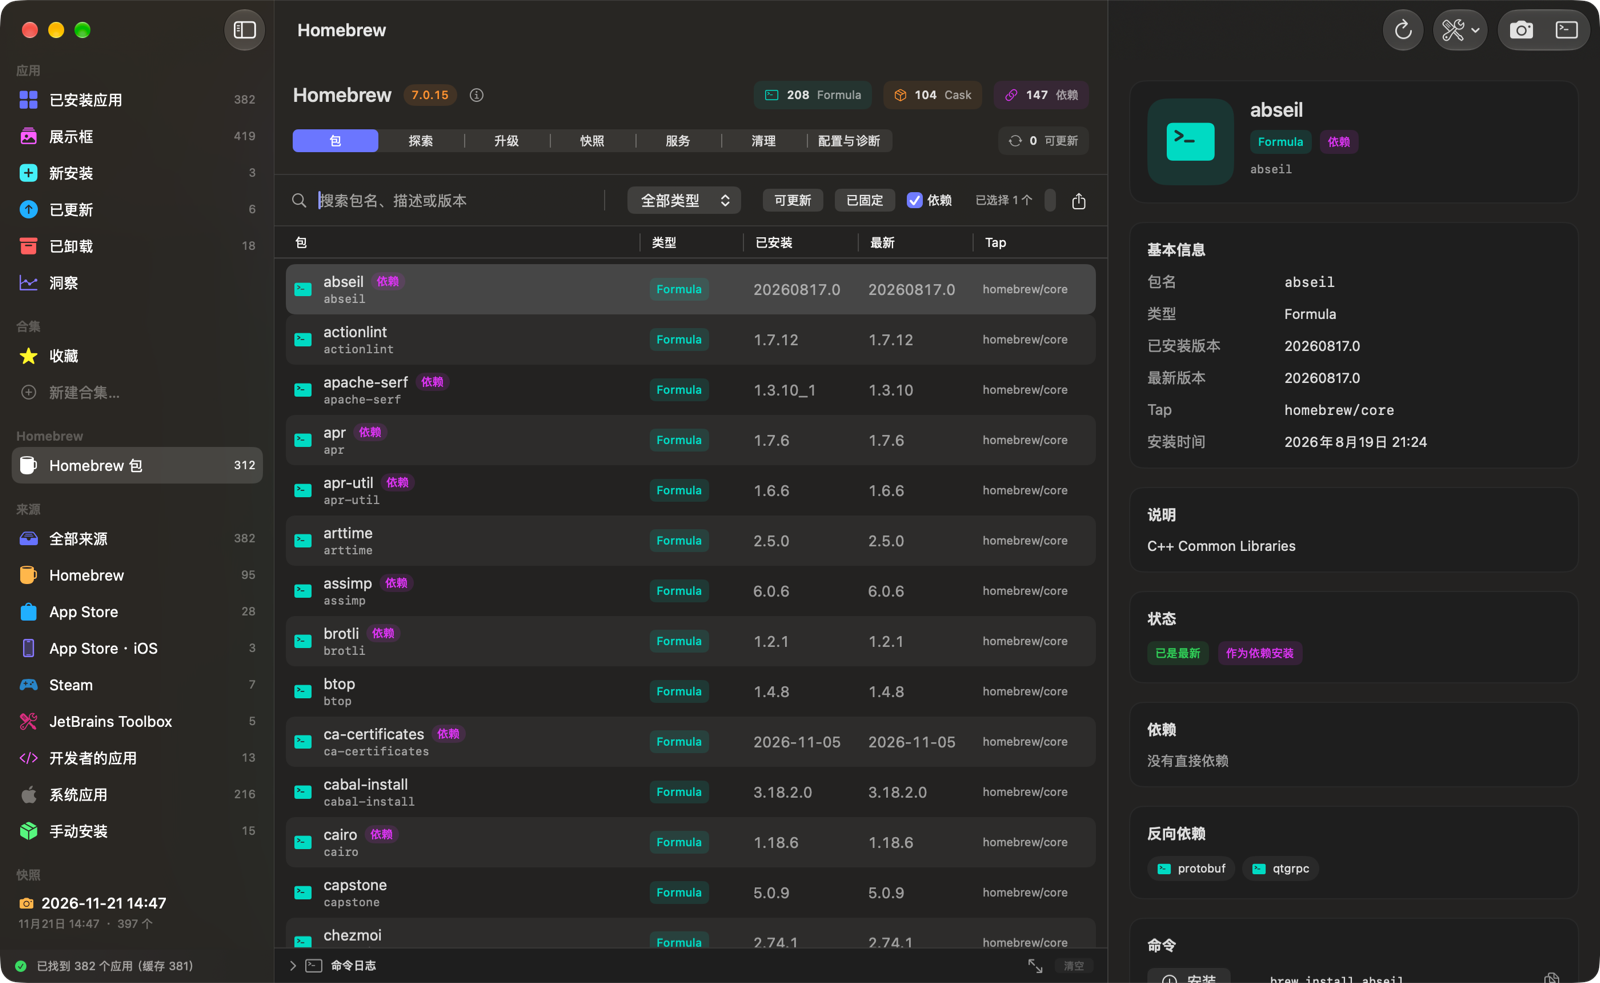 应用
已安装应用 382
展示框 419
新安装 3
已更新 6
已卸载 18
洞察
合集
收藏
新建合集...
Homebrew
Homebrew 包 312
来源
全部来源 382
Homebrew 95
App Store 28
App Store · iOS 3
Steam 7
JetBrains Toolbox 5
开发者的应用 13
系统应用 216
手动安装 15
快照
2026-11-21 14:47
11月21日 14:47 · 397 个
已找到 382 个应用 (缓存 381)
Homebrew
Homebrew 7.0.15
208 Formula
104 Cask
147 依赖
包 探索 升级 快照 服务 清理 配置与诊断
0 可更新
搜索包名、描述或版本
全部类型 可更新 已固定 依赖 已选择 1 个
包 类型 已安装 最新 Tap
abseil 依赖
abseil
Formula 20260817.0 20260817.0 homebrew/core
actionlint
actionlint
Formula 1.7.12 1.7.12 homebrew/core
apache-serf 依赖
apache-serf
Formula 1.3.10_1 1.3.10 homebrew/core
apr 依赖
apr
Formula 1.7.6 1.7.6 homebrew/core
apr-util 依赖
apr-util
Formula 1.6.6 1.6.6 homebrew/core
arttime
arttime
Formula 2.5.0 2.5.0 homebrew/core
assimp 依赖
assimp
Formula 6.0.6 6.0.6 homebrew/core
brotli 依赖
brotli
Formula 1.2.1 1.2.1 homebrew/core
btop
btop
Formula 1.4.8 1.4.8 homebrew/core
ca-certificates 依赖
ca-certificates
Formula 2026-11-05 2026-11-05 homebrew/core
cabal-install
cabal-install
Formula 3.18.2.0 3.18.2.0 homebrew/core
cairo 依赖
cairo
Formula 1.18.6 1.18.6 homebrew/core
capstone
capstone
Formula 5.0.9 5.0.9 homebrew/core
chezmoi
Formula 2.74.1 2.74.1 homebrew/core
命令日志 清空
abseil
Formula 依赖
abseil
基本信息
包名 abseil
类型 Formula
已安装版本 20260817.0
最新版本 20260817.0
Tap homebrew/core
安装时间 2026年8月19日 21:24
说明
C++ Common Libraries
状态
已是最新 作为依赖安装
依赖
没有直接依赖
反向依赖
protobuf qtgrpc
命令
安装 brew install abseil